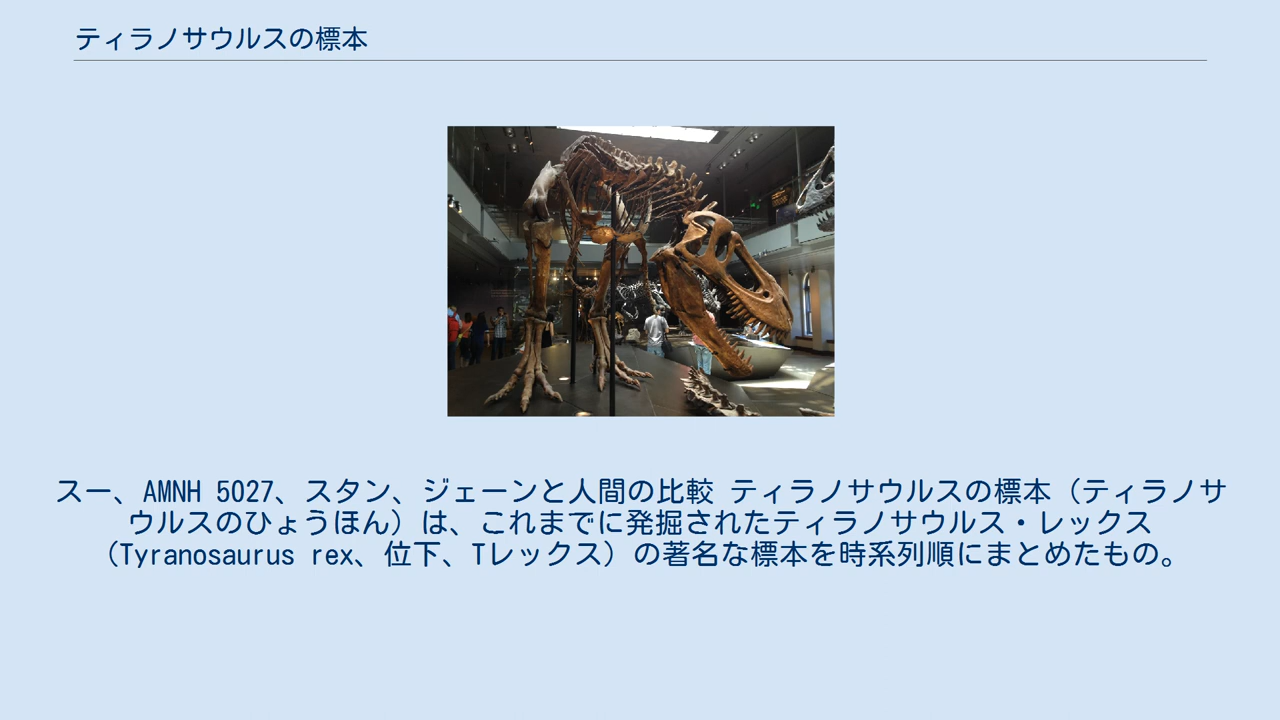 ティラノサウルスの標本
スー、AMNH 5027、スタン、ジェーンと人間の比較 ティラノサウルスの標本（ティラノサ
ウルスのひょうほん）は、これまでに発掘されたティラノサウルス・レックス
（Tyranosaurus rex、位下、Tレックス）の著名な標本を時系列順にまとめたもの。